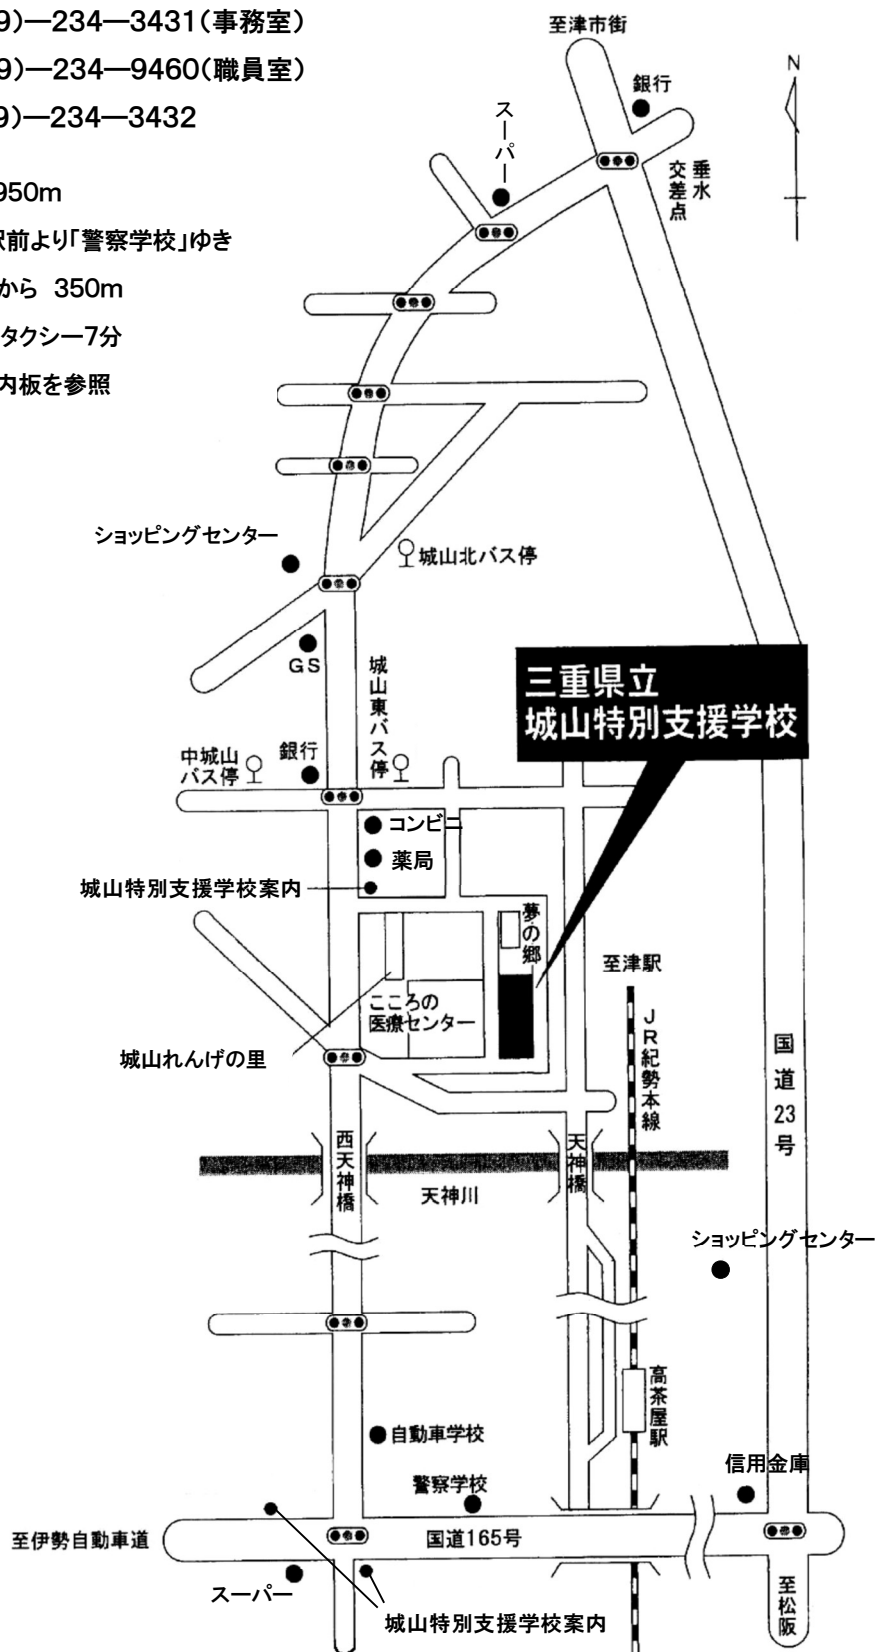 9)―234―3431(事務室)
9)―234―9460(職員室)
9)―234―3432
950m
駅前より「警察学校」ゆき
から 350m
タクシー7分
内板を参照
至津市街
N
銀行
スーパー
垂水
交差点
ショッピングセンター
城山北バス停
GS
城山東バス停
三重県立
城山特別支援学校
中城山
バス停
銀行
コンビニ
薬局
城山特別支援学校案内
夢の郷
至津駅
こころの
医療センター
JR紀勢本線
城山れんげの里
国道23号
西天神橋
天神橋
天神川
ショッピングセンター
高茶屋駅
自動車学校
信用金庫
警察学校
至伊勢自動車道
国道165号
スーパー
至松阪
城山特別支援学校案内